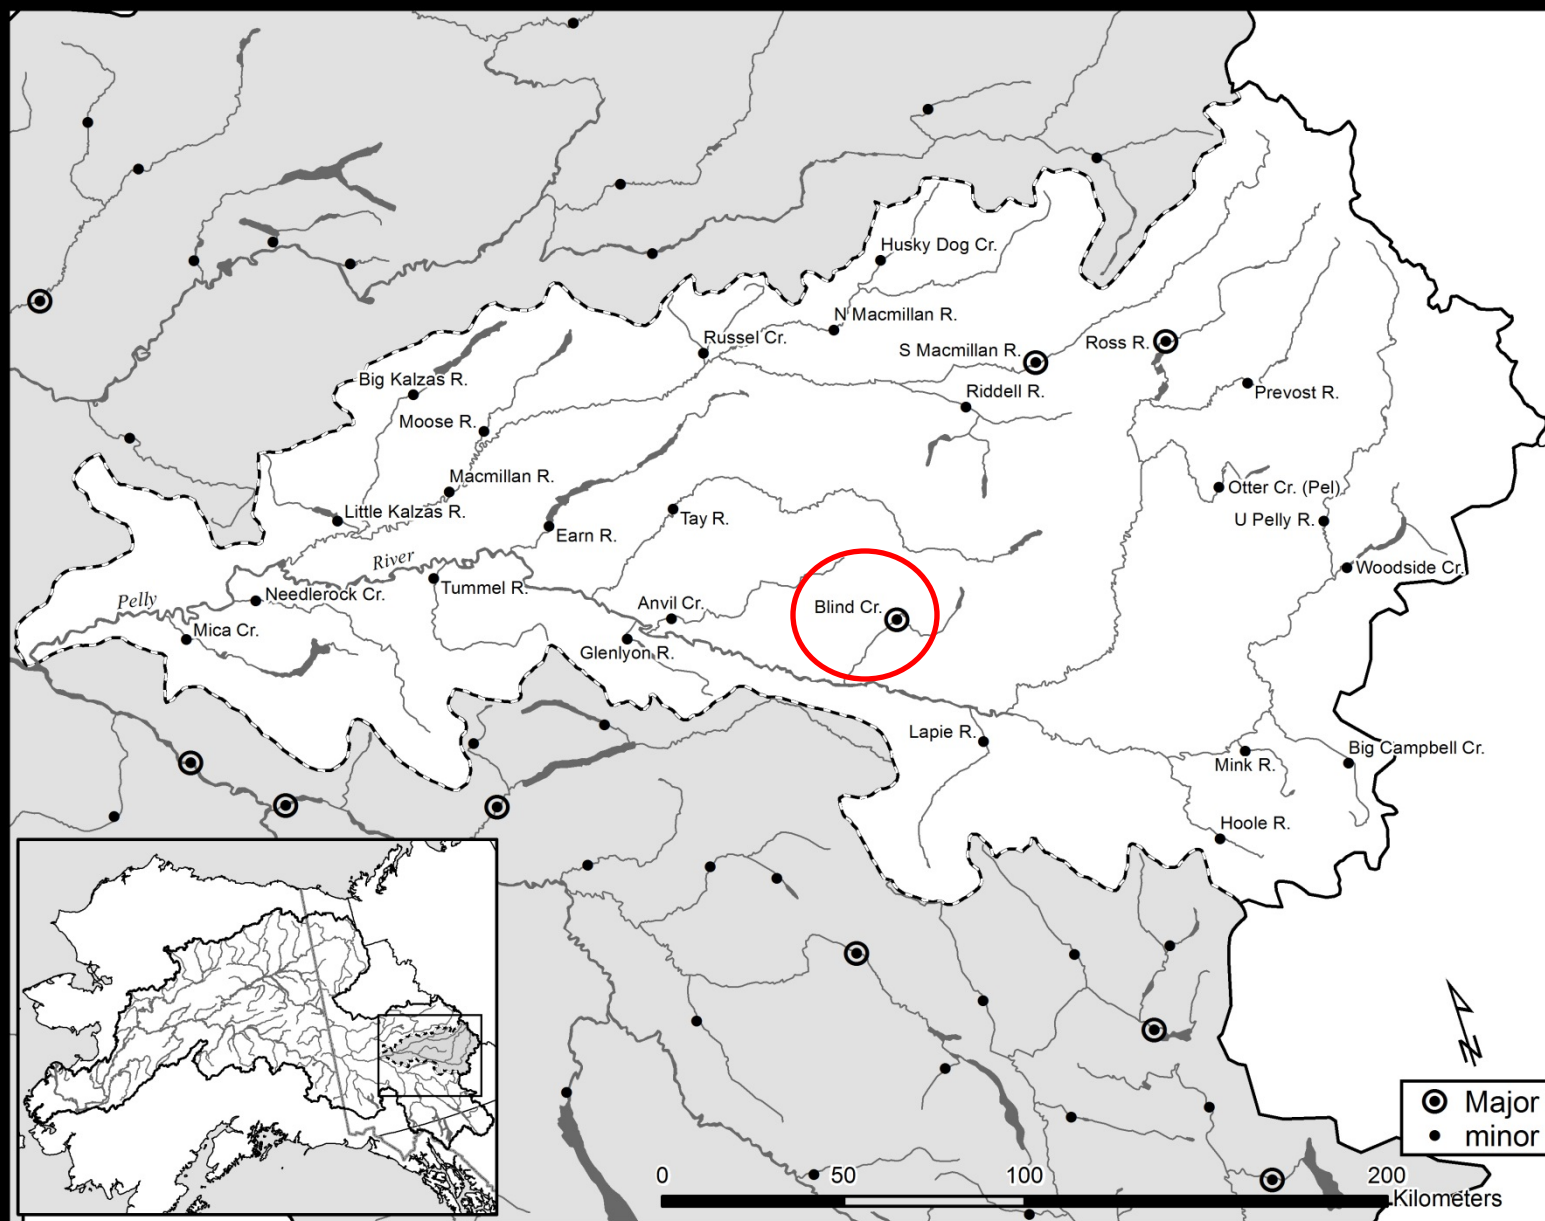 Husky Dog Cr.
N Macmillan R.
Russel Cr.
S Macmillan R.
Ross R.
Big Kalzas R.
Riddell R.
Prevost R.
Moose R.
Macmillan R.
Otter Cr. (Pel)
Little Kalzas R.
Tay R.
U Pelly R.
Earn R.
River
Woodside Cr.
Tummel R.
Needlerock Cr.
Pelly
Anvil Cr.
Blind Cr.
Mica Cr.
Glenlyon R.
Lapie R.
Big Campbell Cr.
Mink R.
Hoole R.
N
Major
minor
0 50 100 200
Kilometers